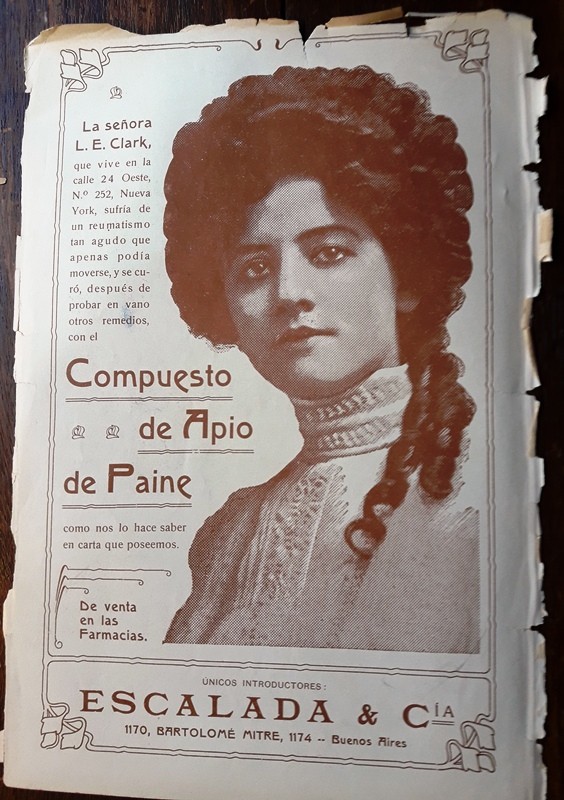 La señora
L. E. Clark,
que vive en la
calle 24 Oeste,
N.º 252, Nueva
York, sufría de
un reumatismo
tan agudo que
apenas podía
moverse, y se cu-
ró, después de
probar en vano
otros remedios,
con el
Compuesto
de Apio
de Paine
como nos lo hace saber
en carta que poseemos.
De venta
en las
Farmacias.
ÚNICOS INTRODUCTORES:
ESCALADA & CÍA
1170, BARTOLOMÉ MITRE, 1174 -- Buenos Aires